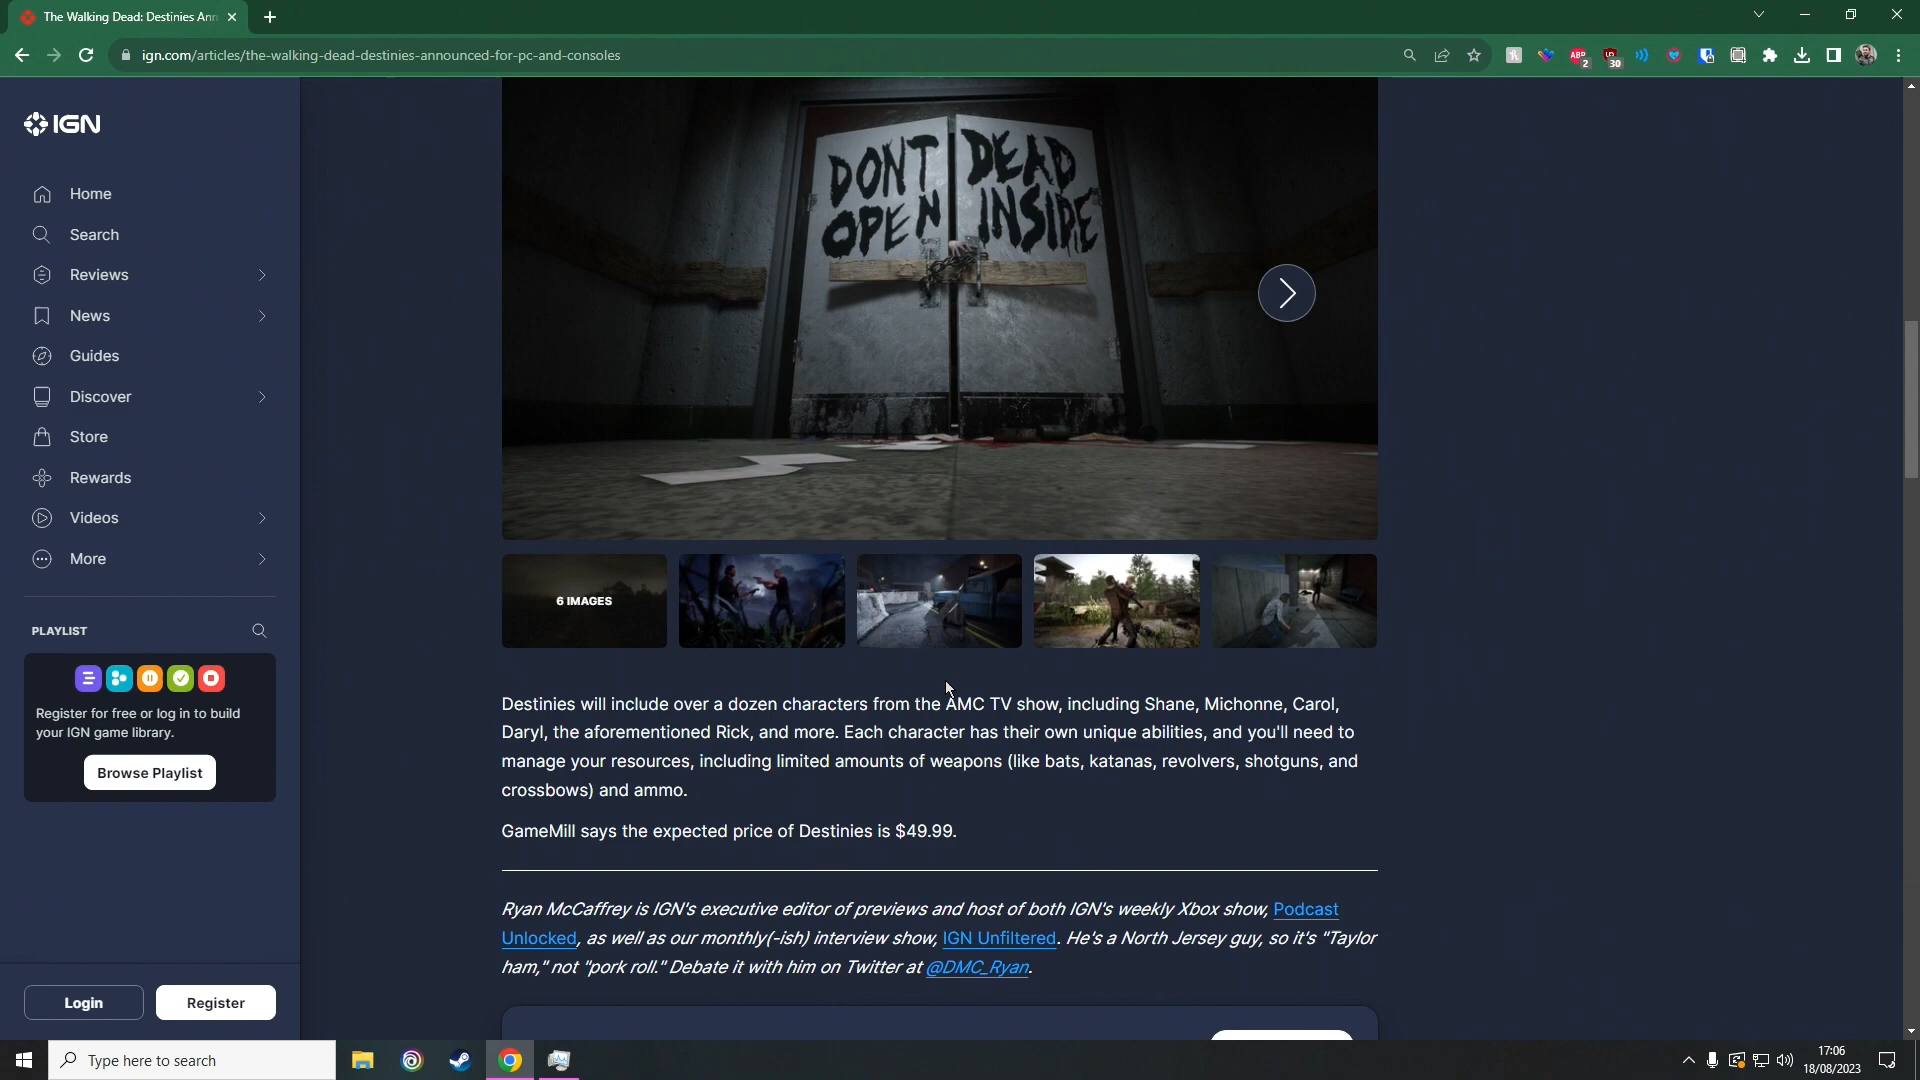 The Walking Dead: Destinies Ann
ign.com/articles/the-walking-dead-destinies-announced-for-pc-and-consoles
ABP
2
30
IGN
Home
Search
Reviews
News
Guides
Discover
Store
Rewards
Videos
More
PLAYLIST
Register for free or log in to build
your IGN game library.
Browse Playlist
Login
Register
DONT DEAD
OPEN INSIDE
6 IMAGES
Destinies will include over a dozen characters from the AMC TV show, including Shane, Michonne, Carol,
Daryl, the aforementioned Rick, and more. Each character has their own unique abilities, and you'll need to
manage your resources, including limited amounts of weapons (like bats, katanas, revolvers, shotguns, and
crossbows) and ammo.
GameMill says the expected price of Destinies is $49.99.
Ryan McCaffrey is IGN's executive editor of previews and host of both IGN's weekly Xbox show, Podcast
Unlocked, as well as our monthly(-ish) interview show, IGN Unfiltered. He's a North Jersey guy, so it's "Taylor
ham," not "pork roll." Debate it with him on Twitter at @DMC_Ryan.
Type here to search
17:06
18/08/2023